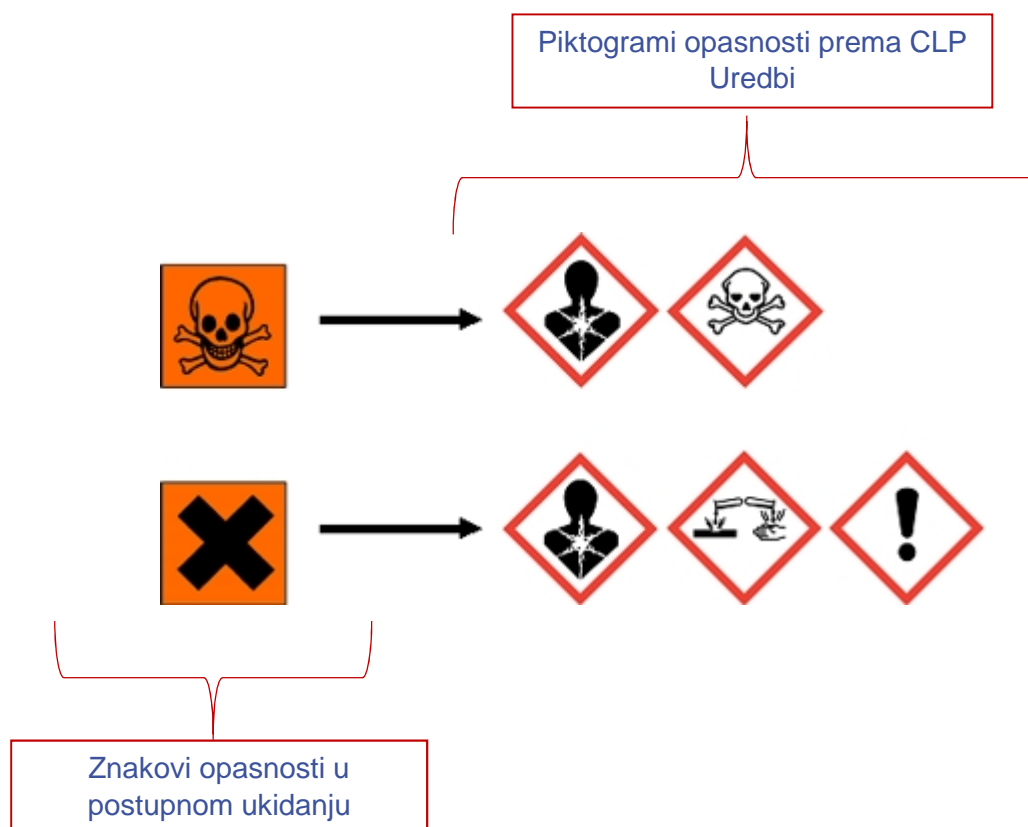 Piktogrami opasnosti prema CLP
Uredbi
Znakovi opasnosti u
postupnom ukidanju